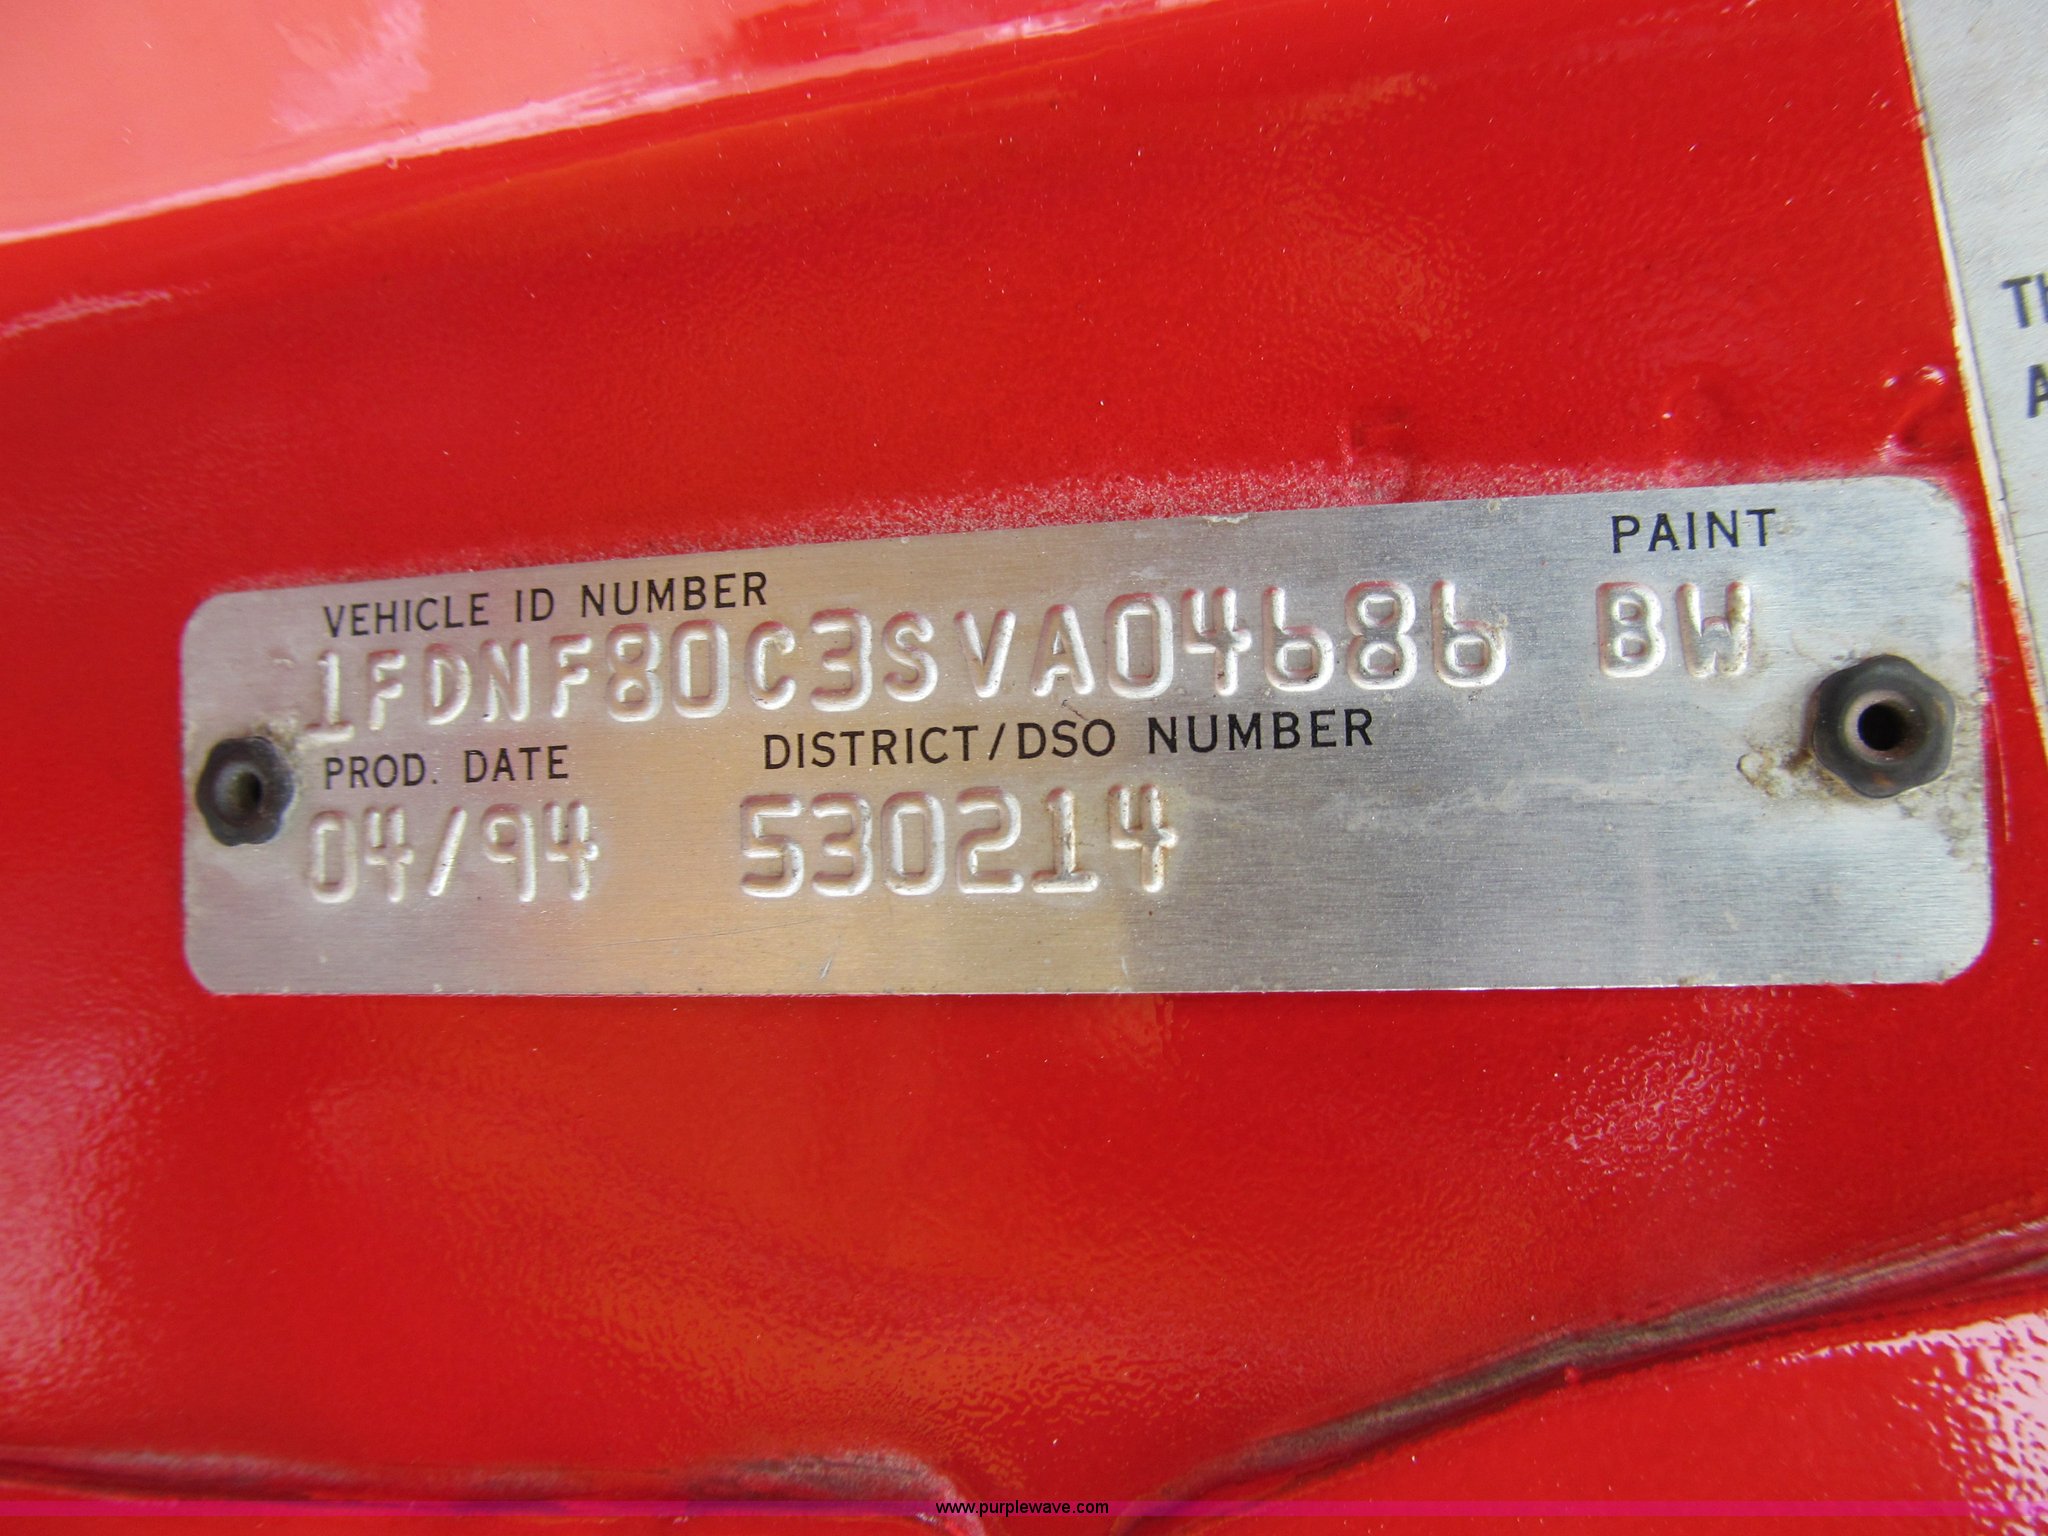 VEHICLE ID NUMBER PAINT
1FDNF80C3SVA04686 BW
PROD. DATE DISTRICT/DSO NUMBER
04/94 530214
www.purplewave.com